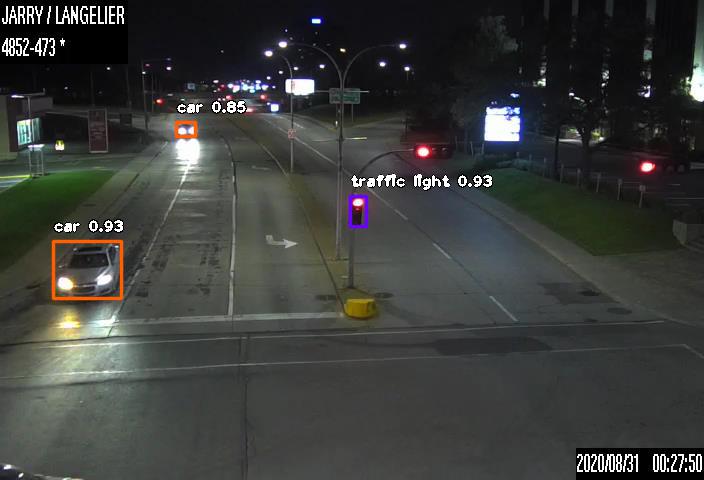 JARRY / LANGELIER
4852-473 *
car 0.85
traffic light 0.93
car 0.93
2020/08/31 00:27:50